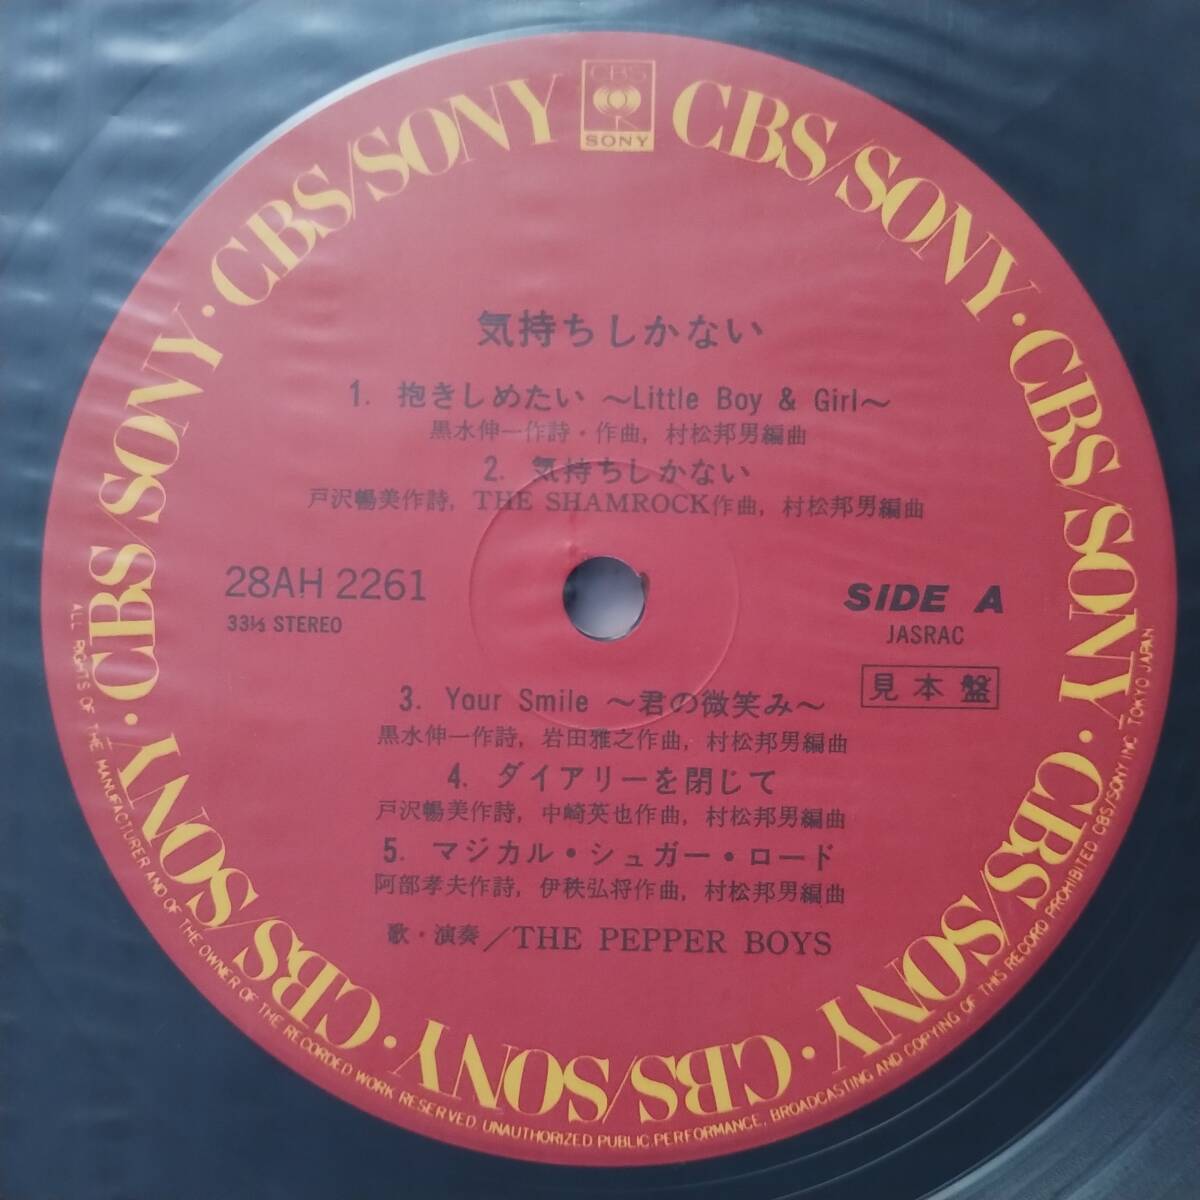 CBS
SONY
CBS/SONY · CBS/SONY · CBS/SONY · CBS/SONY · CBS/SONY · CBS/SONY · CBS/SONY · CBS/SONY
気持ちしかない
1. 抱きしめたい 〜Little Boy & Girl〜
黒水伸一作詩・作曲, 村松邦男編曲
2. 気持ちしかない
戸沢暢美作詩, THE SHAMROCK作曲, 村松邦男編曲
28AH 2261
33⅓ STEREO
SIDE A
JASRAC
見本盤
3. Your Smile 〜君の微笑み〜
黒水伸一作詩, 岩田雅之作曲, 村松邦男編曲
4. ダイアリーを閉じて
戸沢暢美作詩, 中崎英也作曲, 村松邦男編曲
5. マジカル・シュガー・ロード
阿部孝夫作詩, 伊秩弘将作曲, 村松邦男編曲
歌・演奏/THE PEPPER BOYS
ALL RIGHTS OF THE MANUFACTURER AND OF THE OWNER OF THE RECORDED WORK RESERVED. UNAUTHORIZED PUBLIC PERFORMANCE, BROADCASTING AND COPYING OF THIS RECORD PROHIBITED. CBS/SONY INC. TOKYO JAPAN